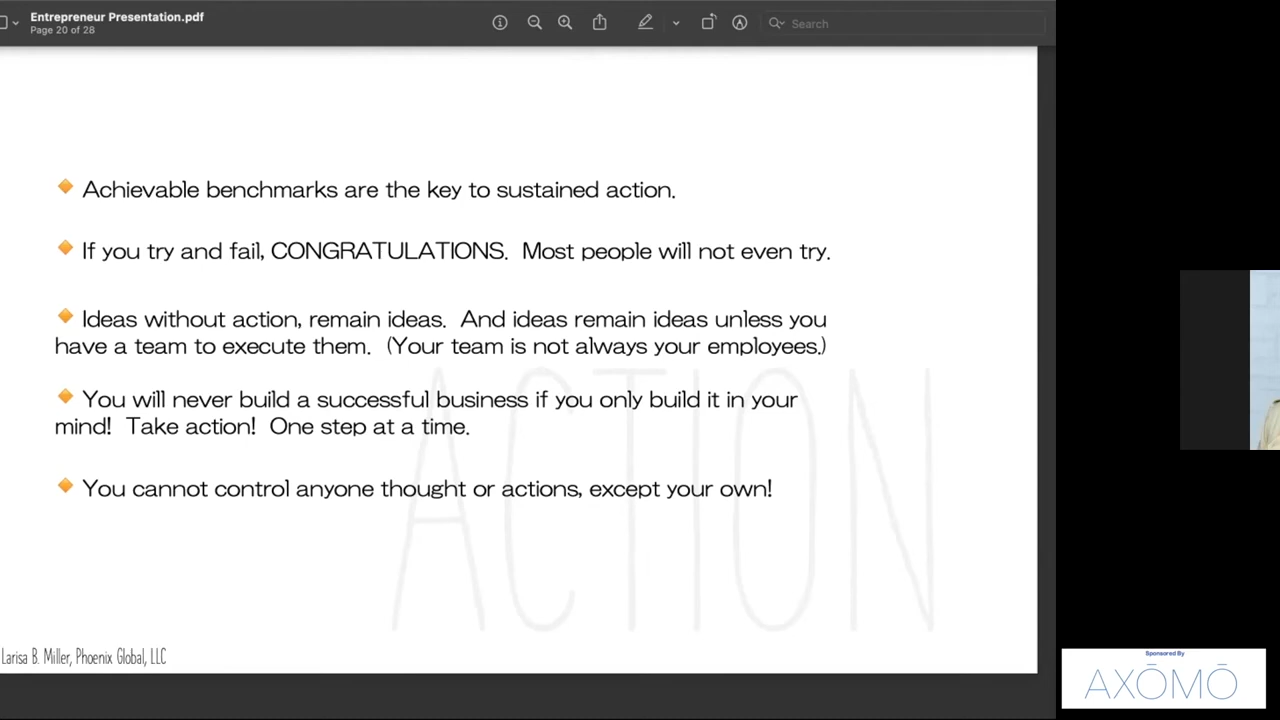 Entrepreneur Presentation.pdf
Page 20 of 28
Search
🔸 Achievable benchmarks are the key to sustained action.
🔸 If you try and fail, CONGRATULATIONS. Most people will not even try.
🔸 Ideas without action, remain ideas. And ideas remain ideas unless you
have a team to execute them. (Your team is not always your employees.)
🔸 You will never build a successful business if you only build it in your
mind! Take action! One step at a time.
🔸 You cannot control anyone thought or actions, except your own!
ACTION
Larisa B. Miller, Phoenix Global, LLC
Sponsored By
AXŌMŌ